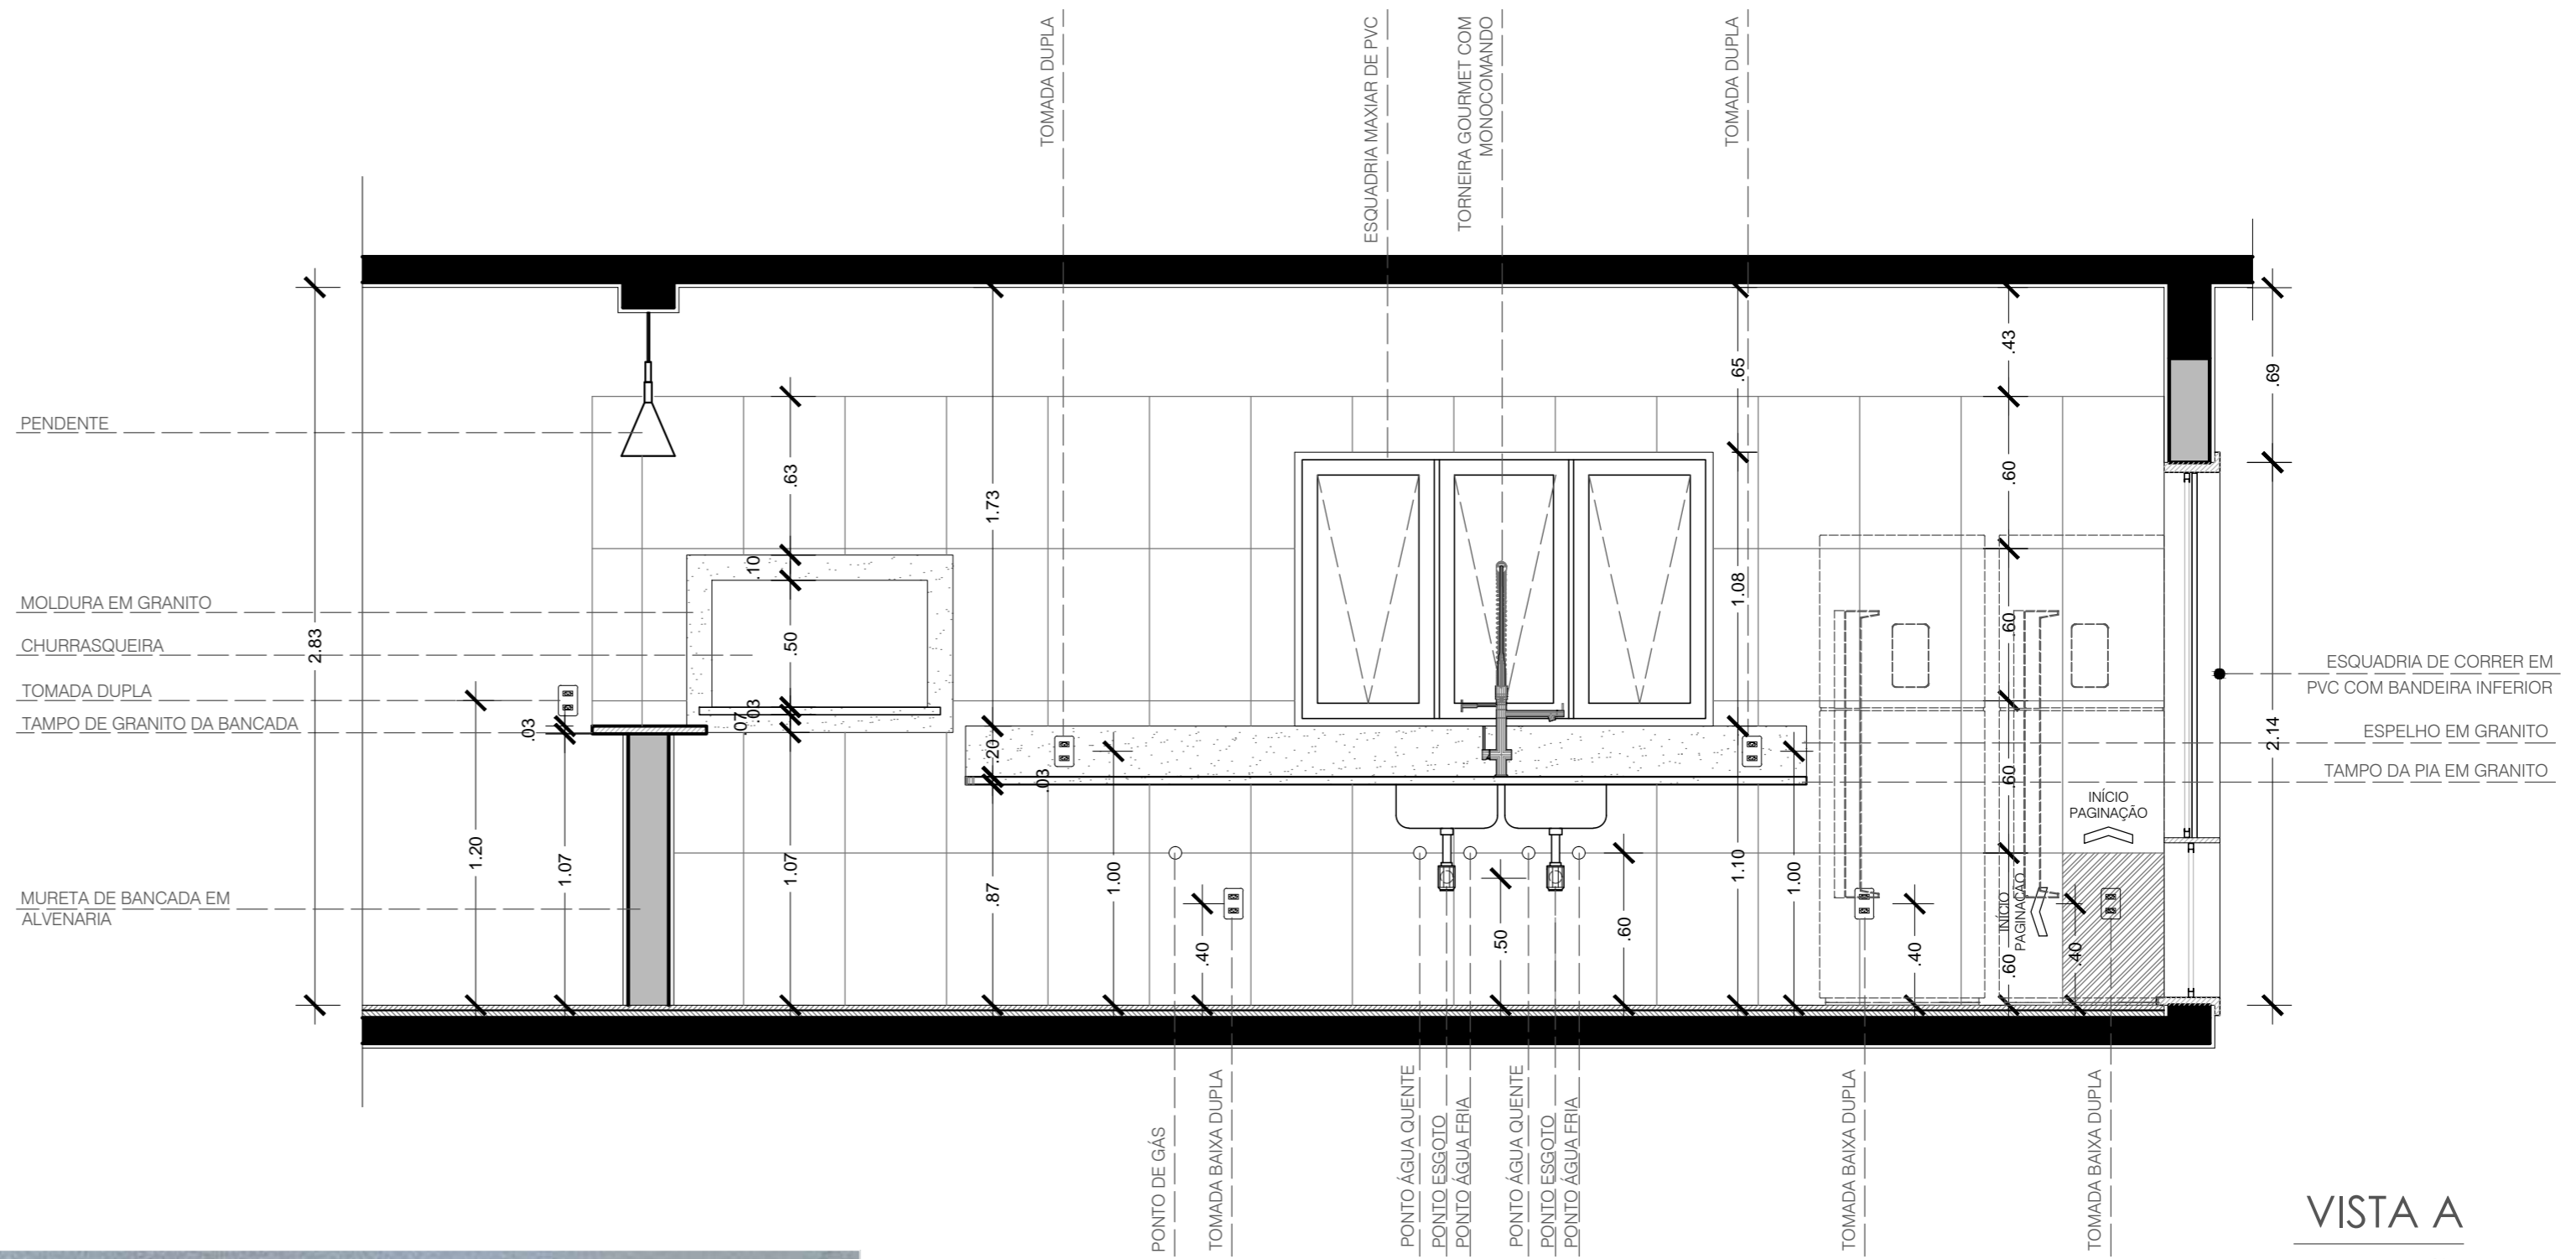 TOMADA DUPLA
ESQUADRIA MAXIAR DE PVC
TORNEIRA GOURMET COM
MONOCOMANDO
TOMADA DUPLA
PENDENTE
MOLDURA EM GRANITO
CHURRASQUEIRA
TOMADA DUPLA
TAMPO DE GRANITO DA BANCADA
MURETA DE BANCADA EM
ALVENARIA
2.83
1.20
.03
1.07
.63
.10
.50
.03
.07
1.07
1.73
.20
.03
.87
1.00
.40
.50
.60
.65
1.08
1.10
1.00
.40
.43
.60
.60
.60
.60
INÍCIO
PAGINAÇÃO
INÍCIO
PAGINAÇÃO
.40
.69
2.14
ESQUADRIA DE CORRER EM
PVC COM BANDEIRA INFERIOR
ESPELHO EM GRANITO
TAMPO DA PIA EM GRANITO
PONTO DE GÁS
TOMADA BAIXA DUPLA
PONTO ÁGUA QUENTE
PONTO ESGOTO
PONTO ÁGUA FRIA
PONTO ÁGUA QUENTE
PONTO ESGOTO
PONTO ÁGUA FRIA
TOMADA BAIXA DUPLA
TOMADA BAIXA DUPLA
VISTA A